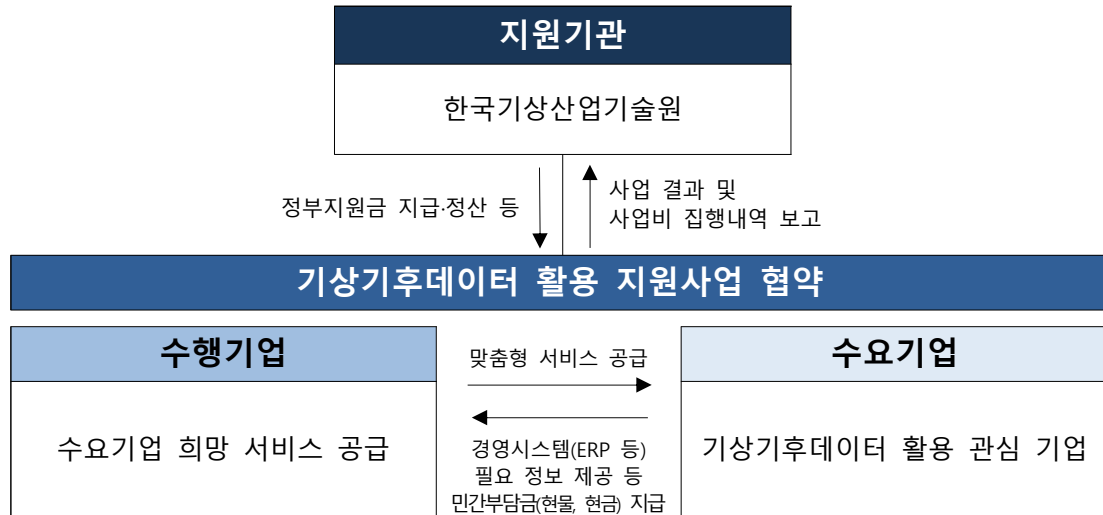 지원기관
한국기상산업기술원
정부지원금 지급·정산 등
사업 결과 및
사업비 집행내역 보고
기상기후데이터 활용 지원사업 협약
수행기업
수요기업 희망 서비스 공급
맞춤형 서비스 공급
경영시스템(ERP 등)
필요 정보 제공 등
민간부담금(현물, 현금) 지급
수요기업
기상기후데이터 활용 관심 기업